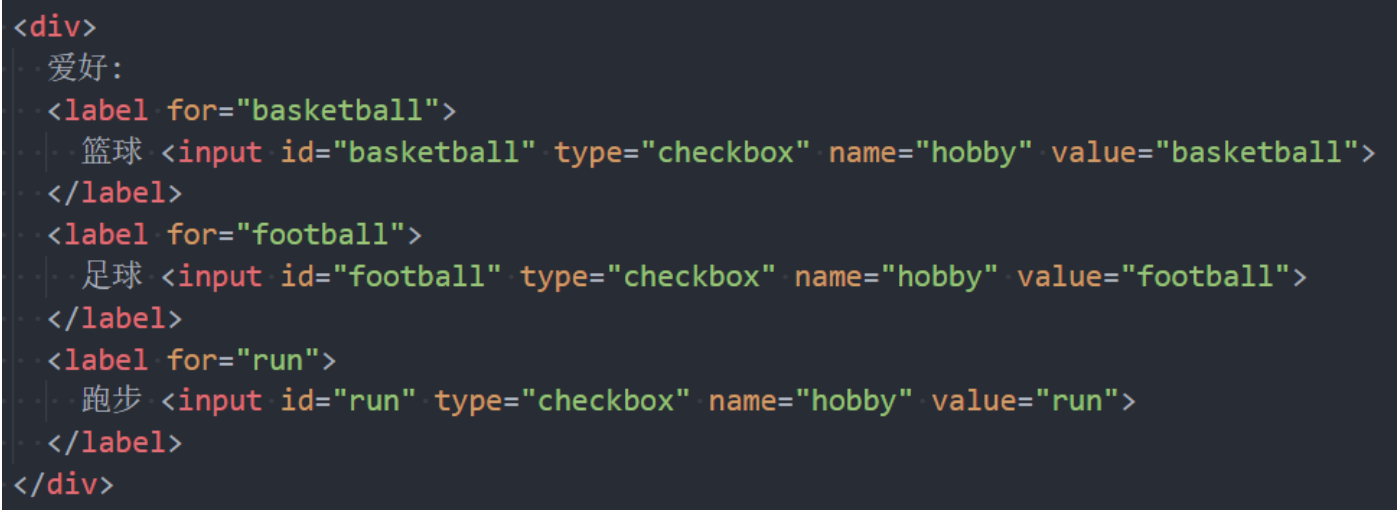 <div>
爱好:
<label for="basketball">
篮球 <input id="basketball" type="checkbox" name="hobby" value="basketball">
</label>
<label for="football">
足球 <input id="football" type="checkbox" name="hobby" value="football">
</label>
<label for="run">
跑步 <input id="run" type="checkbox" name="hobby" value="run">
</label>
</div>